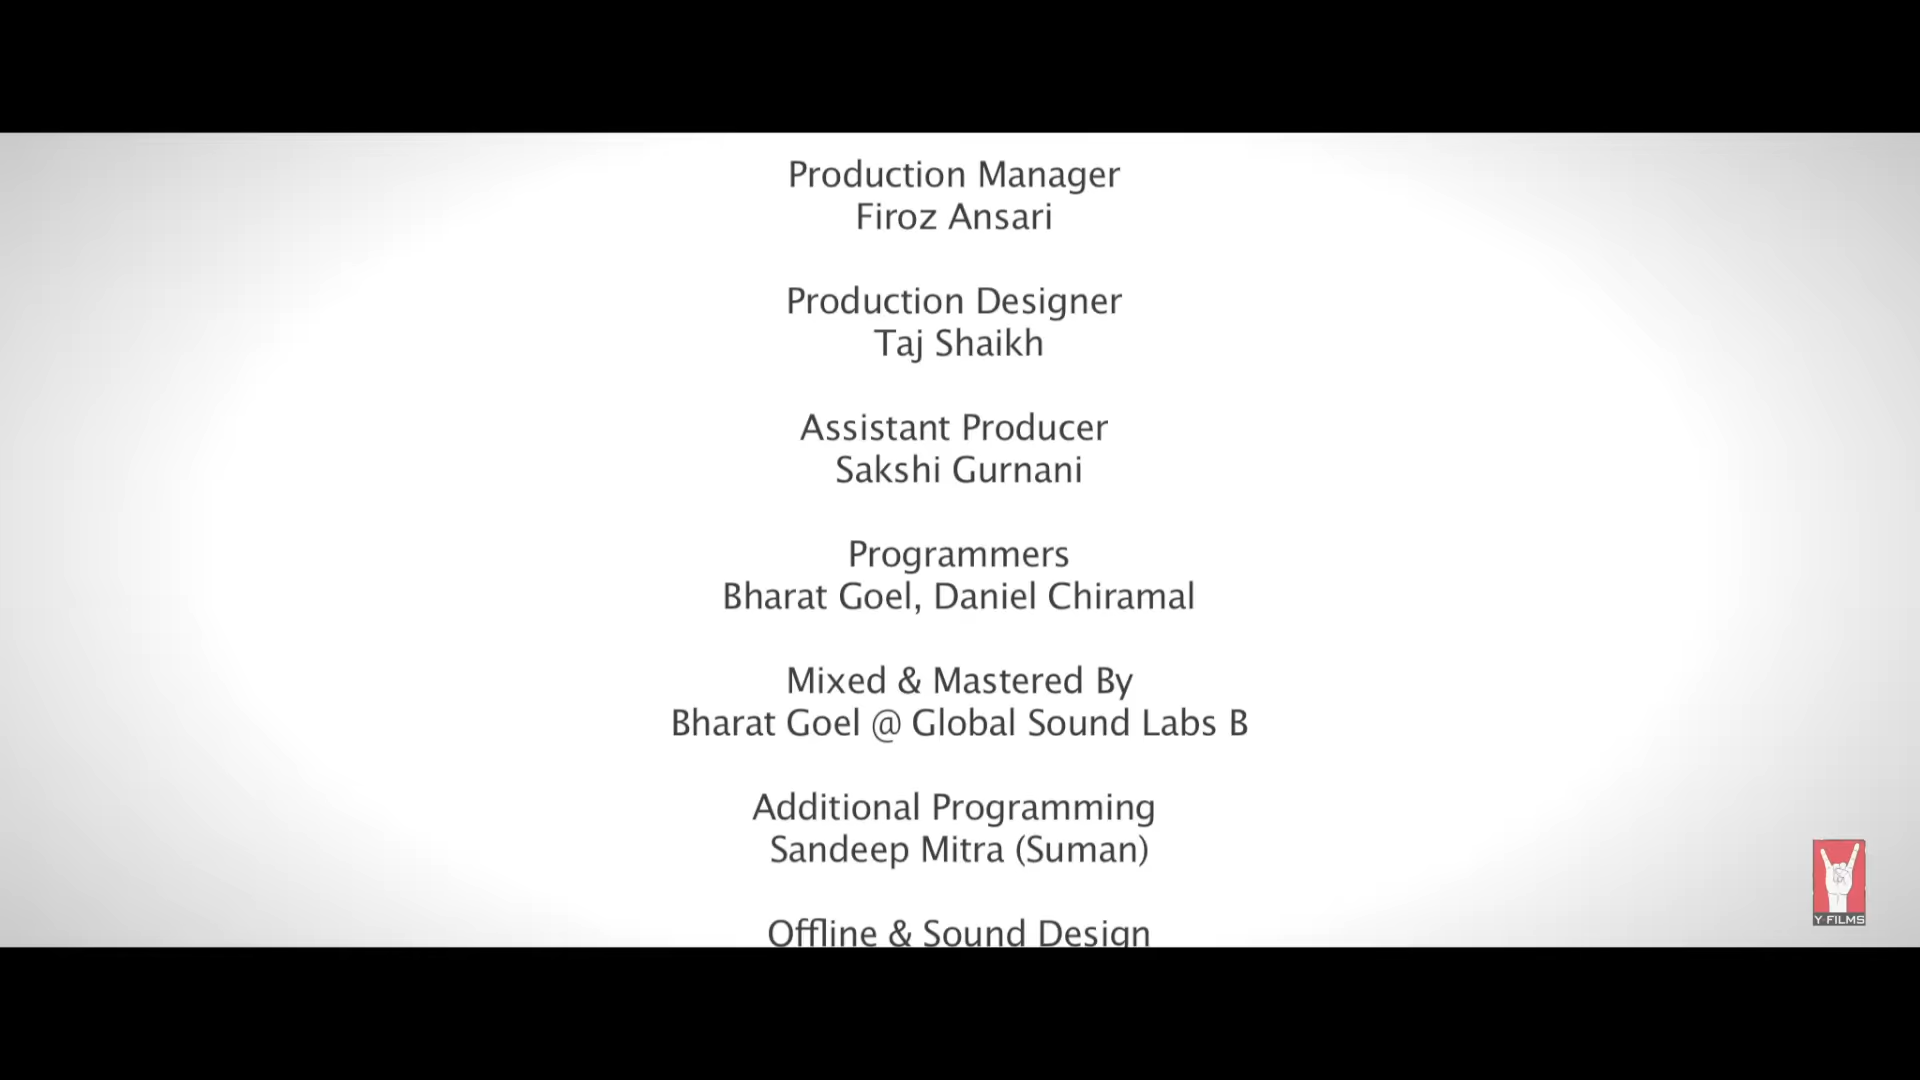 Production Manager
Firoz Ansari
Production Designer
Taj Shaikh
Assistant Producer
Sakshi Gurnani
Programmers
Bharat Goel, Daniel Chiramal
Mixed & Mastered By
Bharat Goel @ Global Sound Labs B
Additional Programming
Sandeep Mitra (Suman)
Offline & Sound Design
Y FILMS